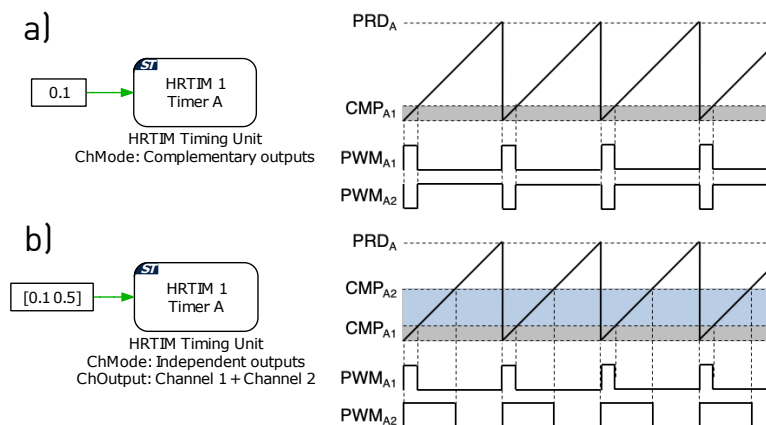 a)
ST
0.1
HRTIM 1
Timer A
HRTIM Timing Unit
ChMode: Complementary outputs
PRDA
CMPA1
PWMA1
PWMA2
b)
ST
[0.1 0.5]
HRTIM 1
Timer A
HRTIM Timing Unit
ChMode: Independent outputs
ChOutput: Channel 1 + Channel 2
PRDA
CMPA2
CMPA1
PWMA1
PWMA2